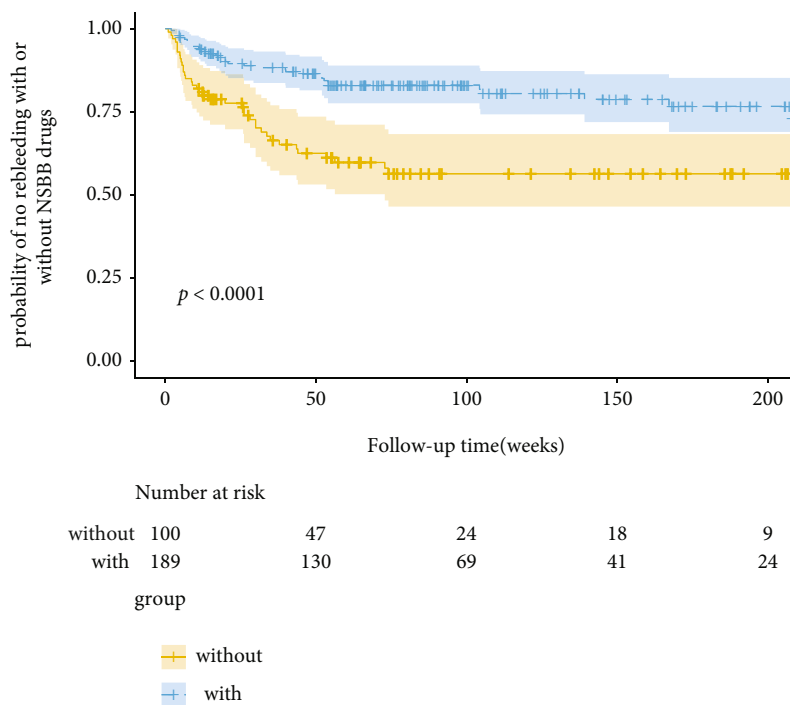 probability of no rebleeding with or
without NSBB drugs
1.00
0.75
0.50
0.25
0.00
p < 0.0001
0 50 100 150 200
Follow-up time(weeks)
Number at risk
without 100 47 24 18 9
with 189 130 69 41 24
group
without
with